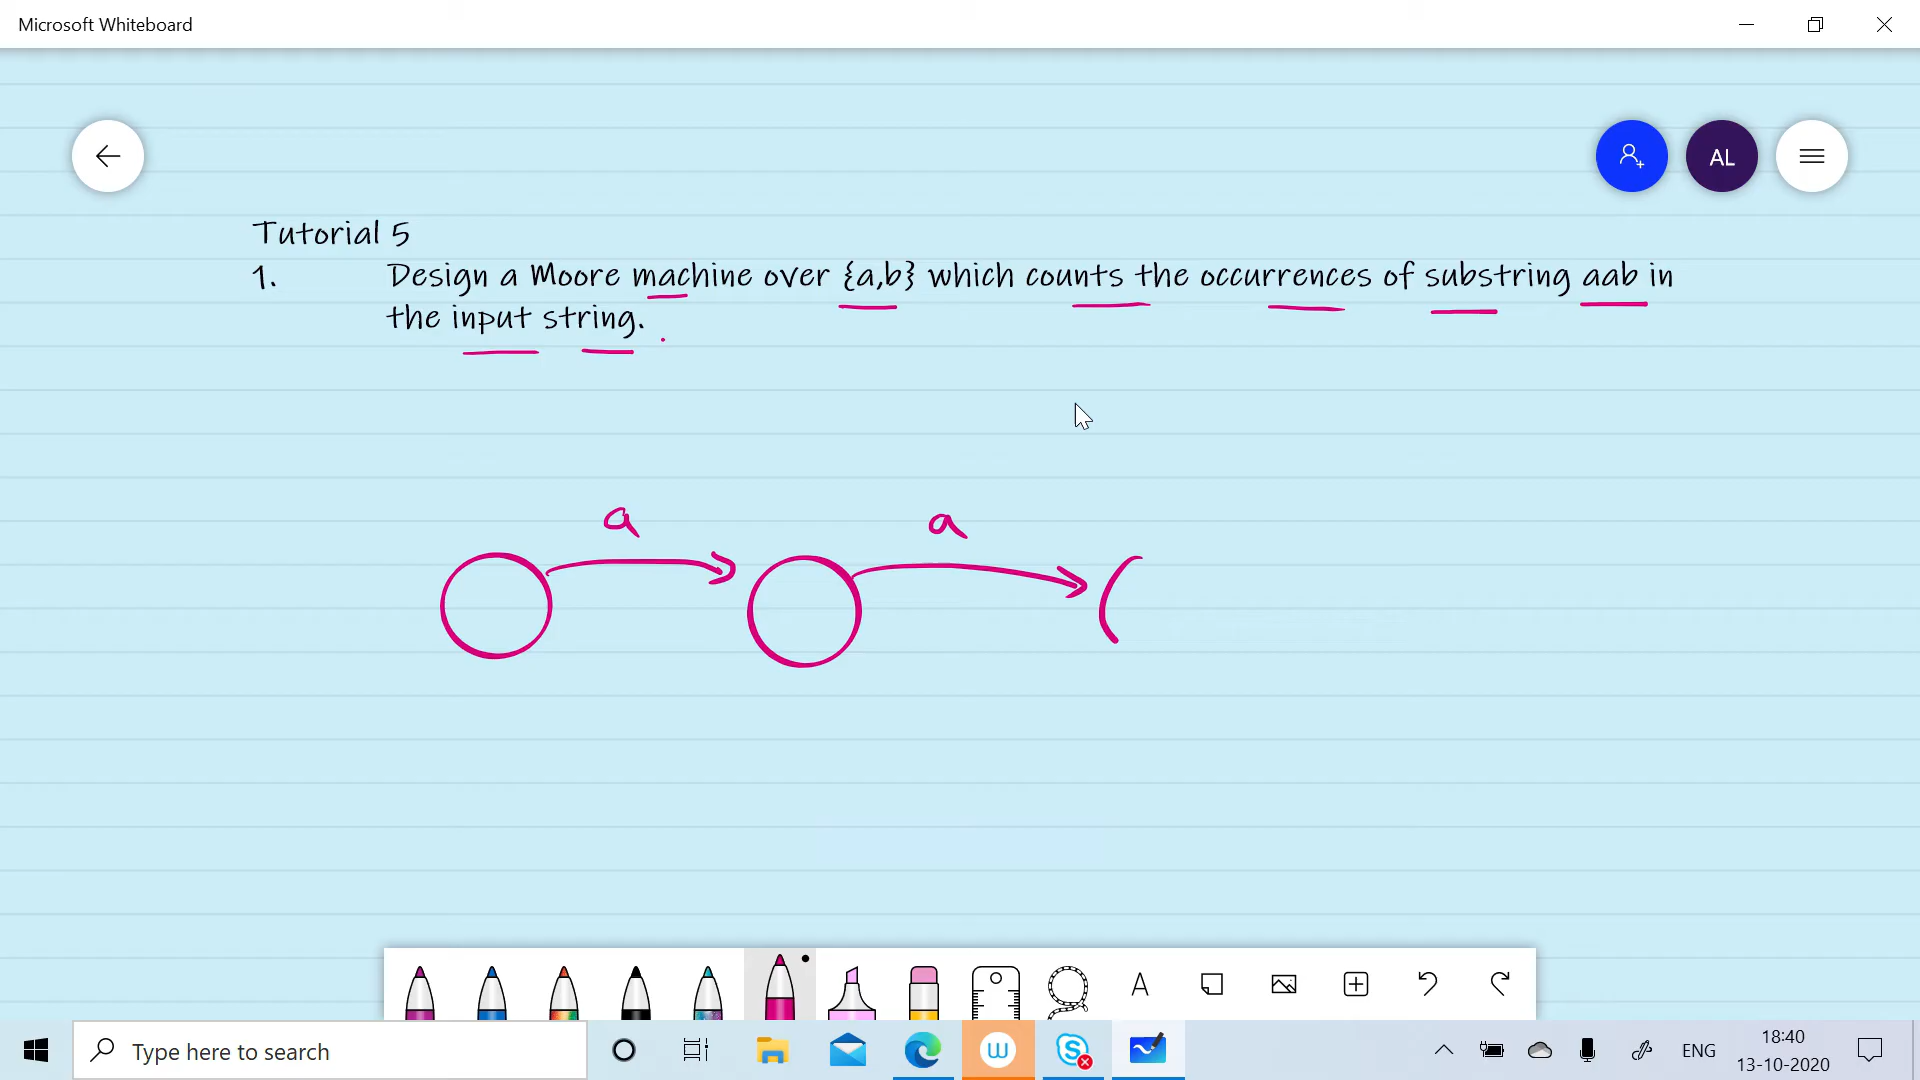 Microsoft Whiteboard
AL
Tutorial 5
1. Design a Moore machine over {a,b} which counts the occurrences of substring aab in
the input string.
a a
A
Type here to search
W
S
ENG
18:40
13-10-2020